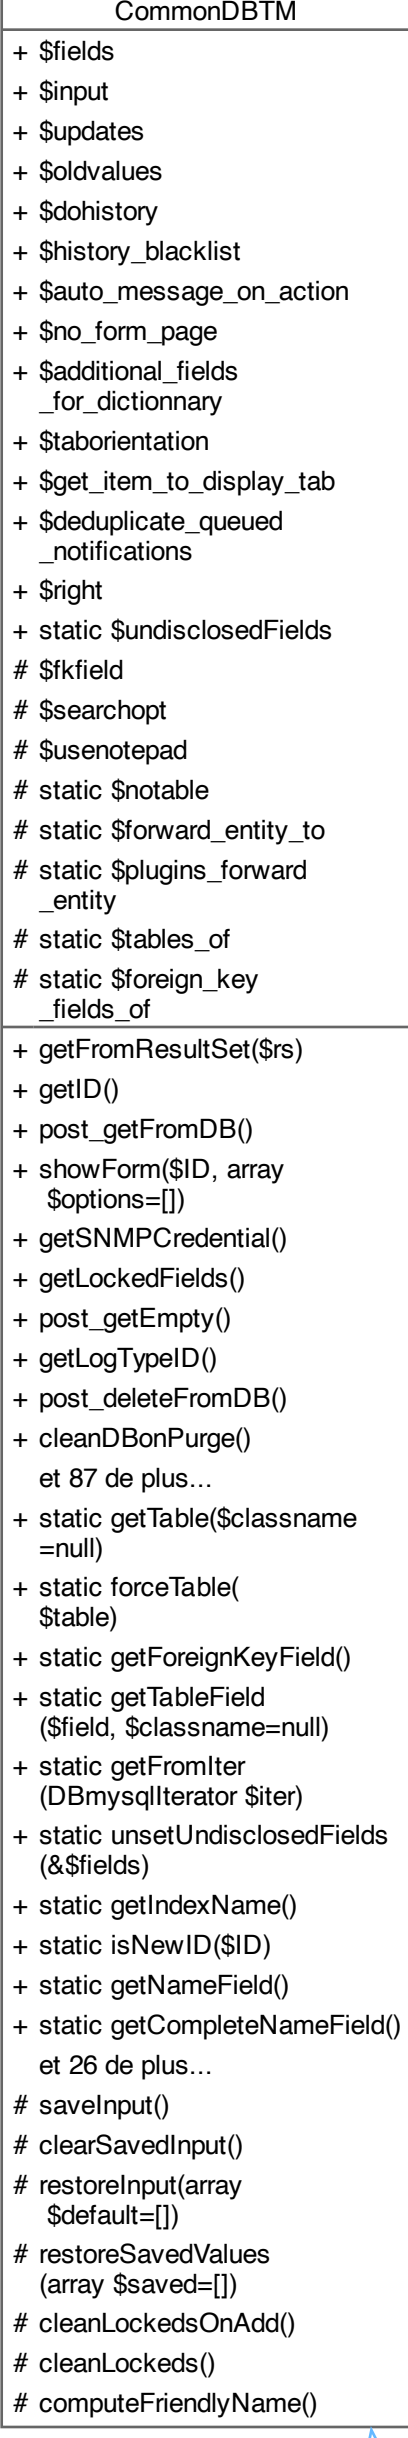 CommonDBTM
+ $fields
+ $input
+ $updates
+ $oldvalues
+ $dohistory
+ $history_blacklist
+ $auto_message_on_action
+ $no_form_page
+ $additional_fields
_for_dictionnary
+ $taborientation
+ $get_item_to_display_tab
+ $deduplicate_queued
_notifications
+ $right
+ static $undisclosedFields
# $fkfield
# $searchopt
# $usenotepad
# static $notable
# static $forward_entity_to
# static $plugins_forward
_entity
# static $tables_of
# static $foreign_key
_fields_of
+ getFromResultSet($rs)
+ getID()
+ post_getFromDB()
+ showForm($ID, array
$options=[])
+ getSNMPCredential()
+ getLockedFields()
+ post_getEmpty()
+ getLogTypeID()
+ post_deleteFromDB()
+ cleanDBonPurge()
et 87 de plus...
+ static getTable($classname
=null)
+ static forceTable(
$table)
+ static getForeignKeyField()
+ static getTableField
($field, $classname=null)
+ static getFromIter
(DBmysqlIterator $iter)
+ static unsetUndisclosedFields
(&$fields)
+ static getIndexName()
+ static isNewID($ID)
+ static getNameField()
+ static getCompleteNameField()
et 26 de plus...
# saveInput()
# clearSavedInput()
# restoreInput(array
$default=[])
# restoreSavedValues
(array $saved=[])
# cleanLockedsOnAdd()
# cleanLockeds()
# computeFriendlyName()